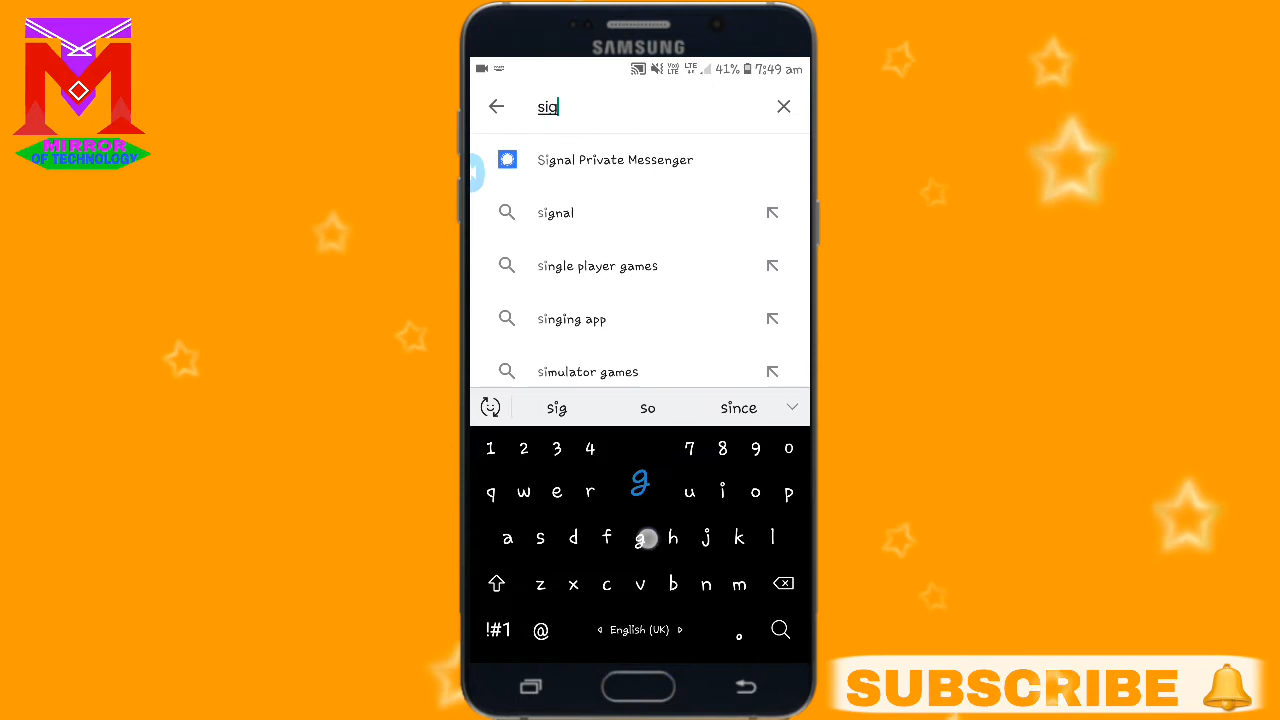 M
MIRROR
OF TECHNOLOGY
SAMSUNG
LTE 41% 7:49 am
sig
Signal Private Messenger
signal
single player games
singing app
simulator games
sig so since
1 2 3 4 7 8 9 0
g
q w e r u i o p
a s d f g h j k l
z x c v b n m
!#1 @ English (UK) .
SUBSCRIBE